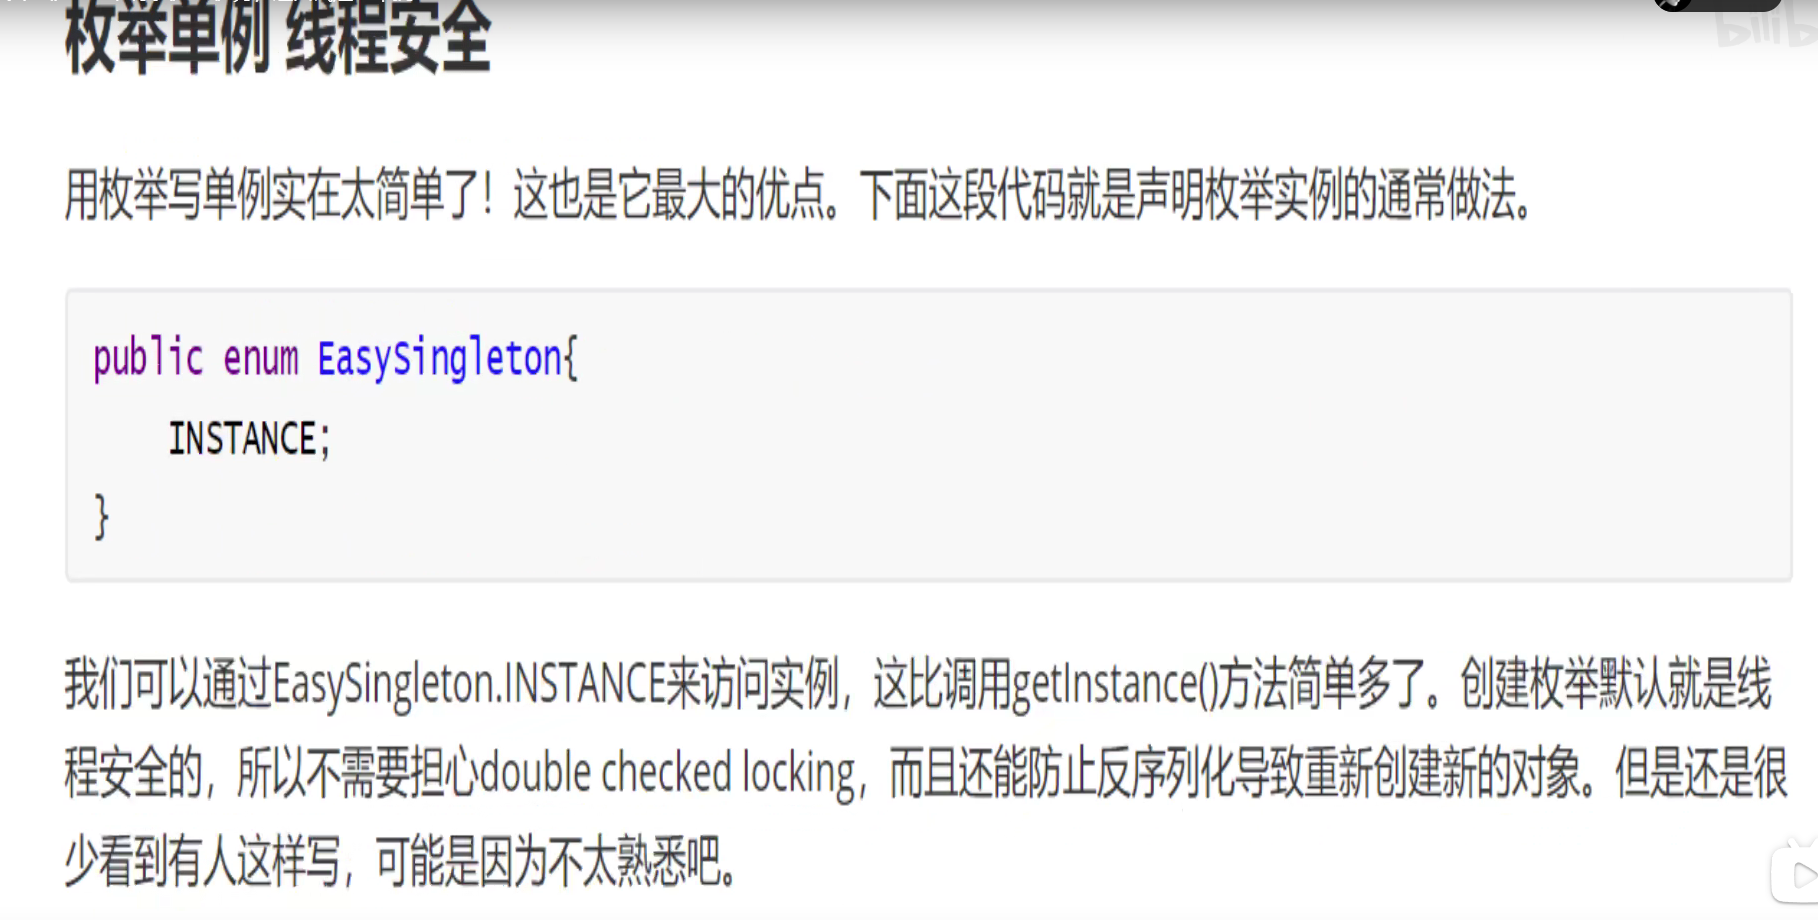 枚举单例 线程安全
用枚举写单例实在太简单了！这也是它最大的优点。下面这段代码就是声明枚举实例的通常做法。
public enum EasySingleton{
    INSTANCE;
}
我们可以通过EasySingleton.INSTANCE来访问实例，这比调用getInstance()方法简单多了。创建枚举默认就是线
程安全的，所以不需要担心double checked locking，而且还能防止反序列化导致重新创建新的对象。但是还是很
少看到有人这样写，可能是因为不太熟悉吧。